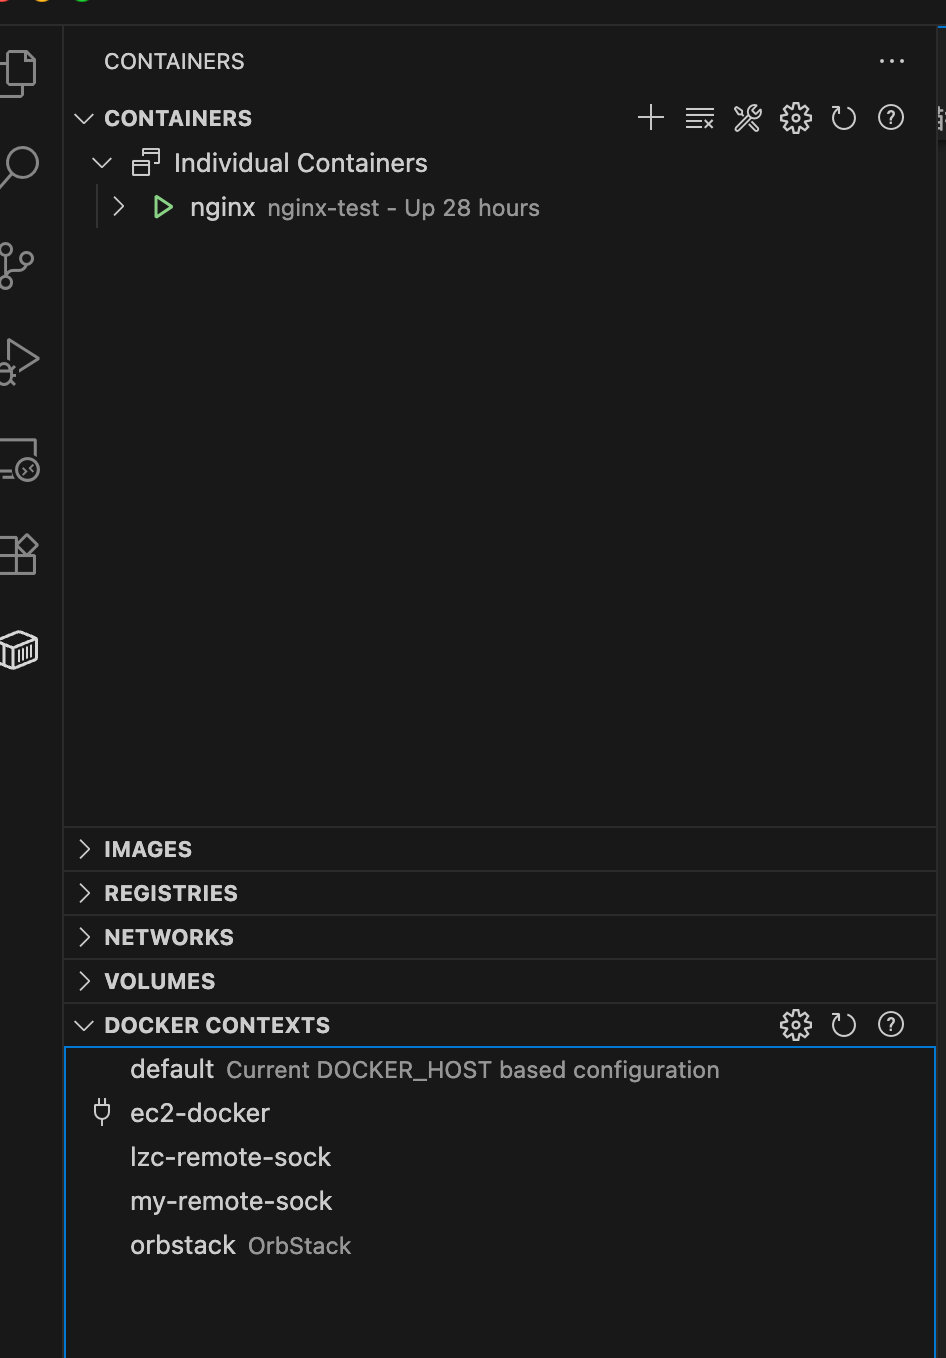 CONTAINERS
CONTAINERS
Individual Containers
nginx nginx-test - Up 28 hours
IMAGES
REGISTRIES
NETWORKS
VOLUMES
DOCKER CONTEXTS
default Current DOCKER_HOST based configuration
ec2-docker
lzc-remote-sock
my-remote-sock
orbstack OrbStack